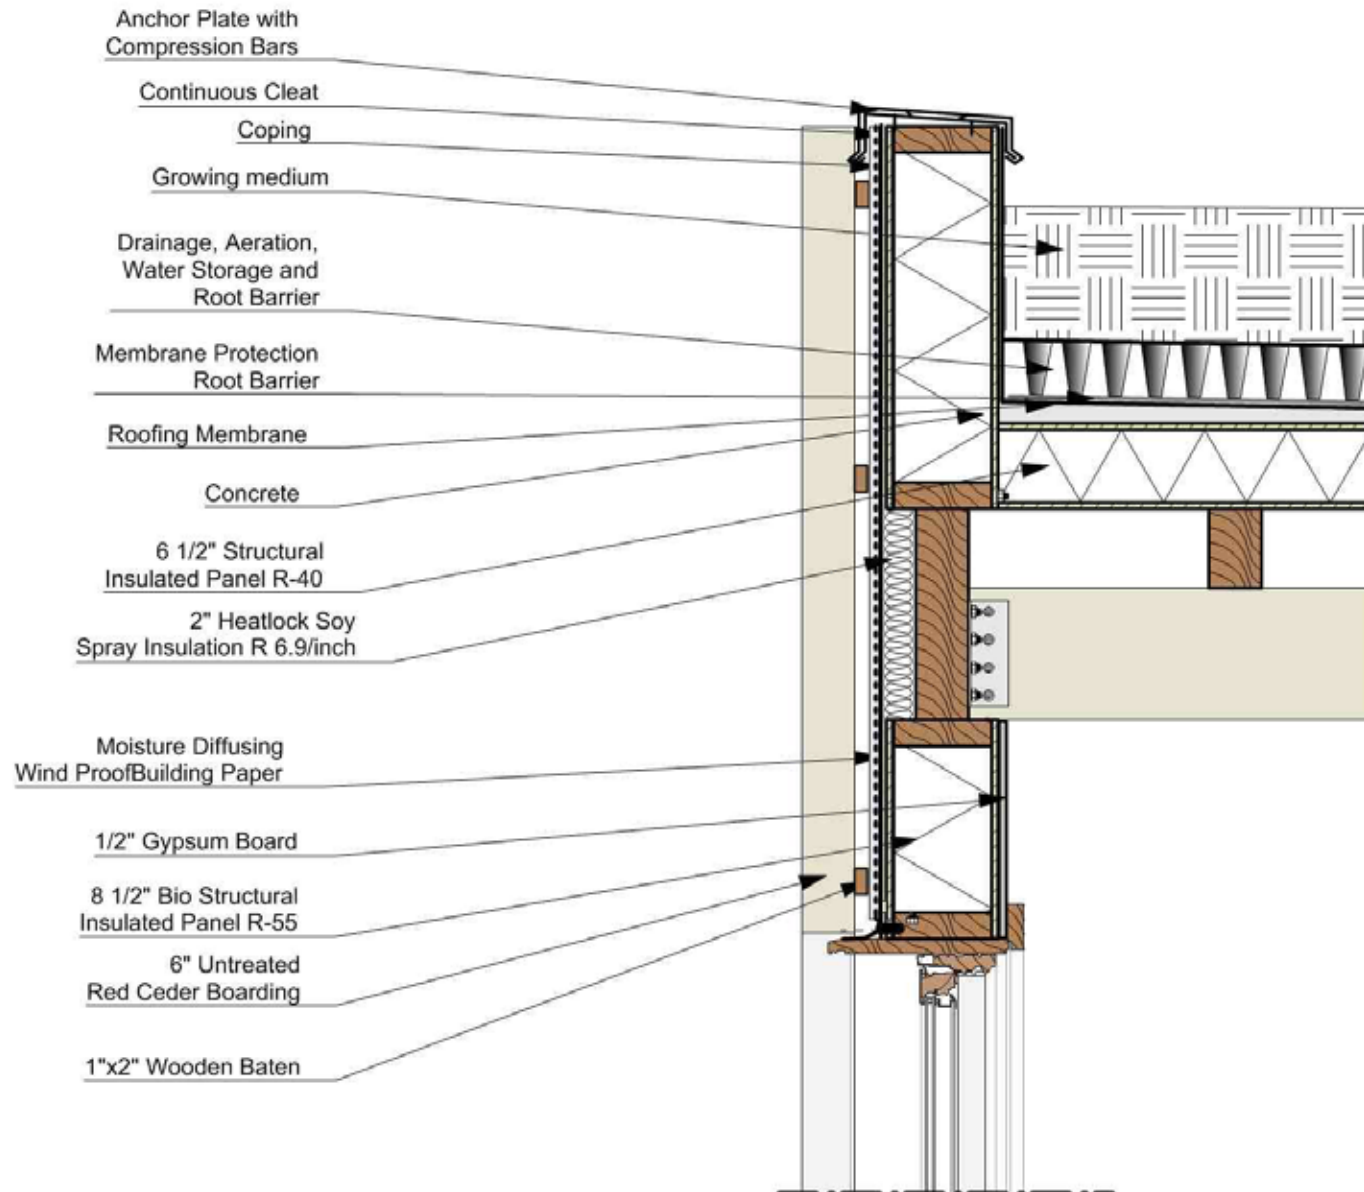 Anchor Plate with
Compression Bars
Continuous Cleat
Coping
Growing medium
Drainage, Aeration,
Water Storage and
Root Barrier
Membrane Protection
Root Barrier
Roofing Membrane
Concrete
6 1/2" Structural
Insulated Panel R-40
2" Heatlock Soy
Spray Insulation R 6.9/inch
Moisture Diffusing
Wind ProofBuilding Paper
1/2" Gypsum Board
8 1/2" Bio Structural
Insulated Panel R-55
6" Untreated
Red Ceder Boarding
1"x2" Wooden Baten